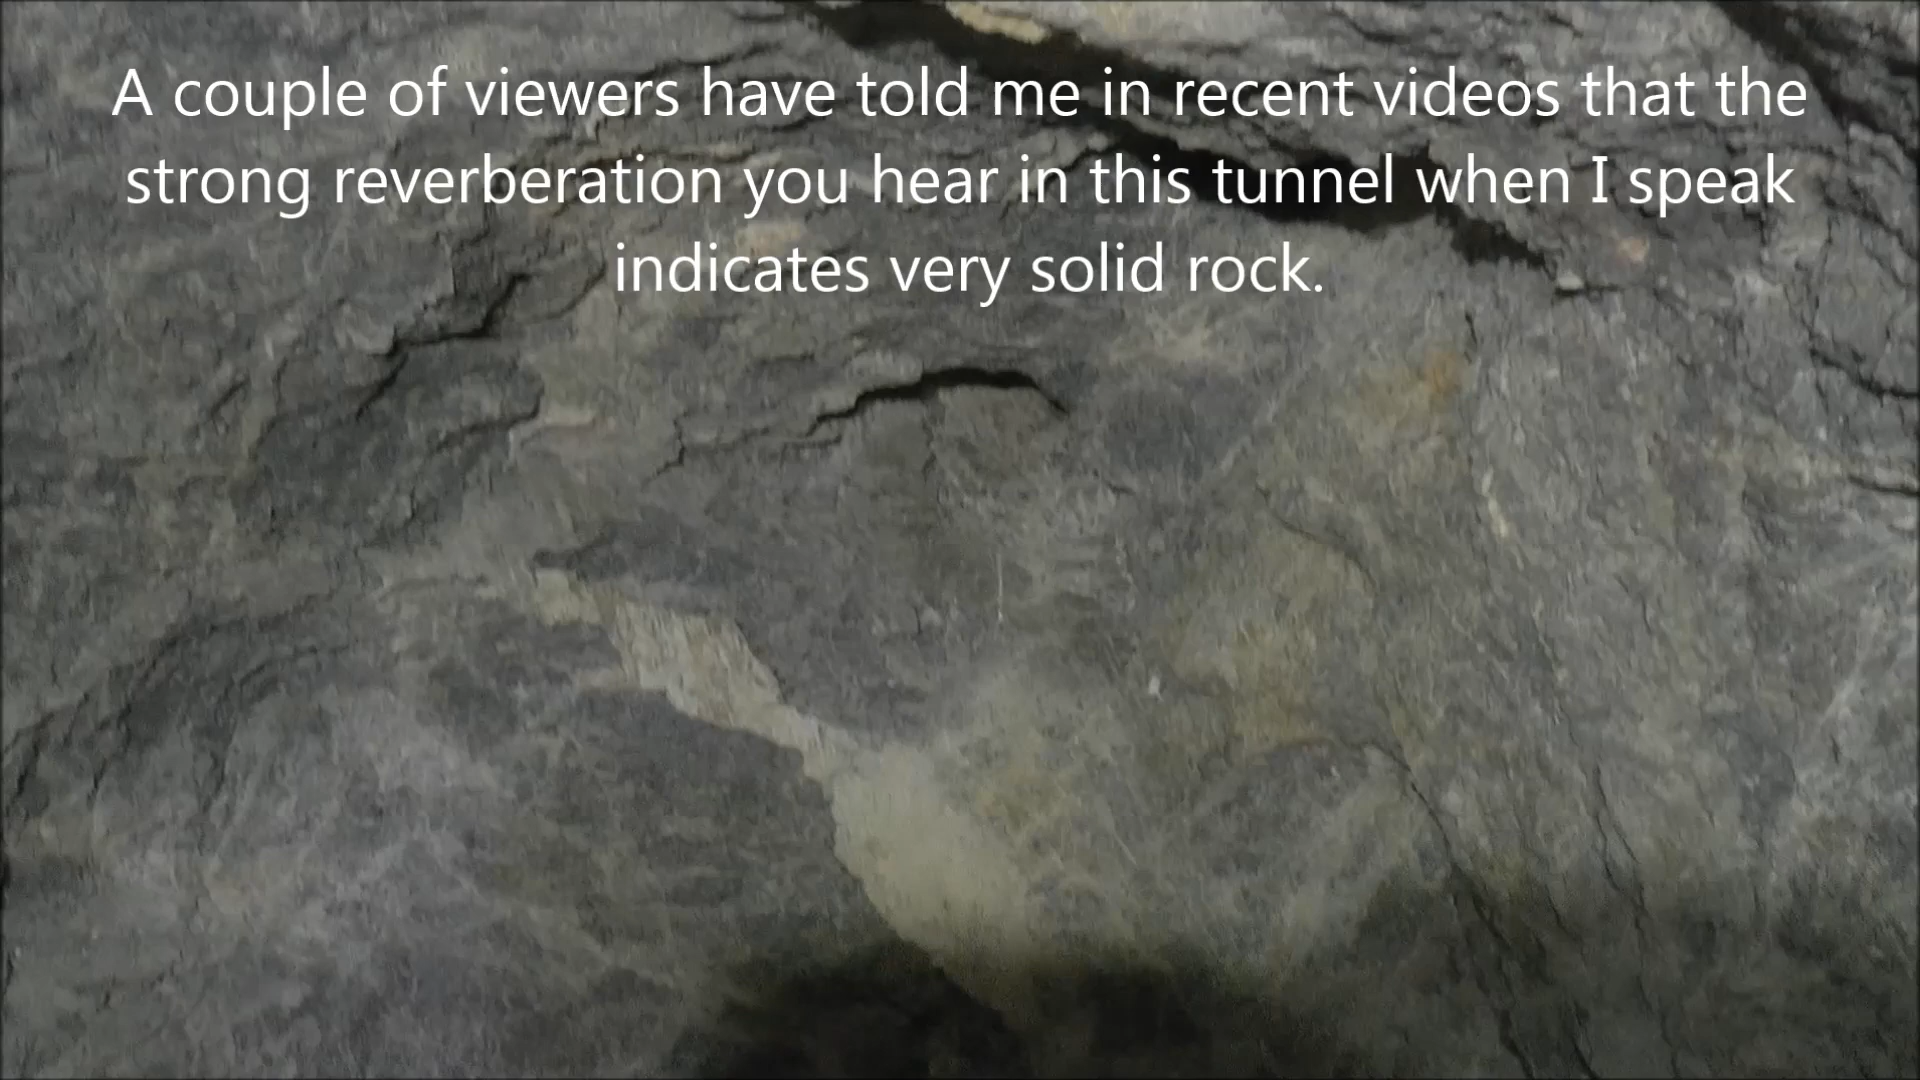 A couple of viewers have told me in recent videos that the
strong reverberation you hear in this tunnel when I speak
indicates very solid rock.